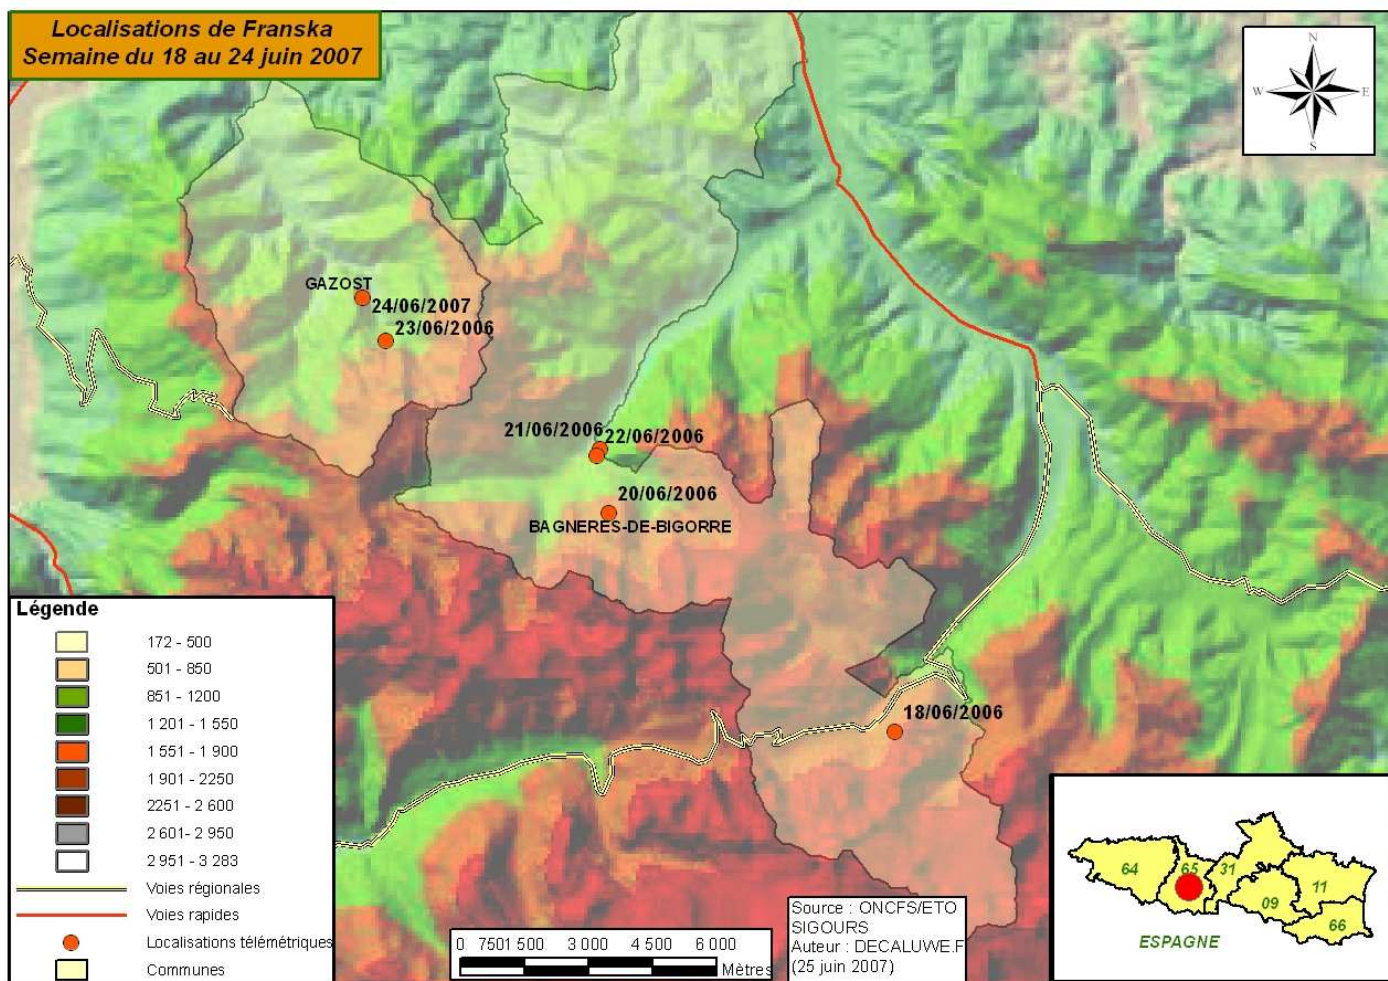 Localisations de Franska
Semaine du 18 au 24 juin 2007
N
W
E
S
GAZOST
24/06/2007
23/06/2006
21/06/2006
22/06/2006
20/06/2006
BAGNERES-DE-BIGORRE
18/06/2006
Légende
172 - 500
501 - 850
851 - 1200
1 201 - 1 550
1 551 - 1 900
1 901 - 2250
2251 - 2 600
2 601- 2 950
2 951 - 3 283
Voies régionales
Voies rapides
Localisations télémétriques
Communes
0 7501 500 3 000 4 500 6 000
Mètres
Source : ONCFS/ETO
SIGOURS
Auteur : DECALUWE.F
(25 juin 2007)
64
65
31
09
11
66
ESPAGNE